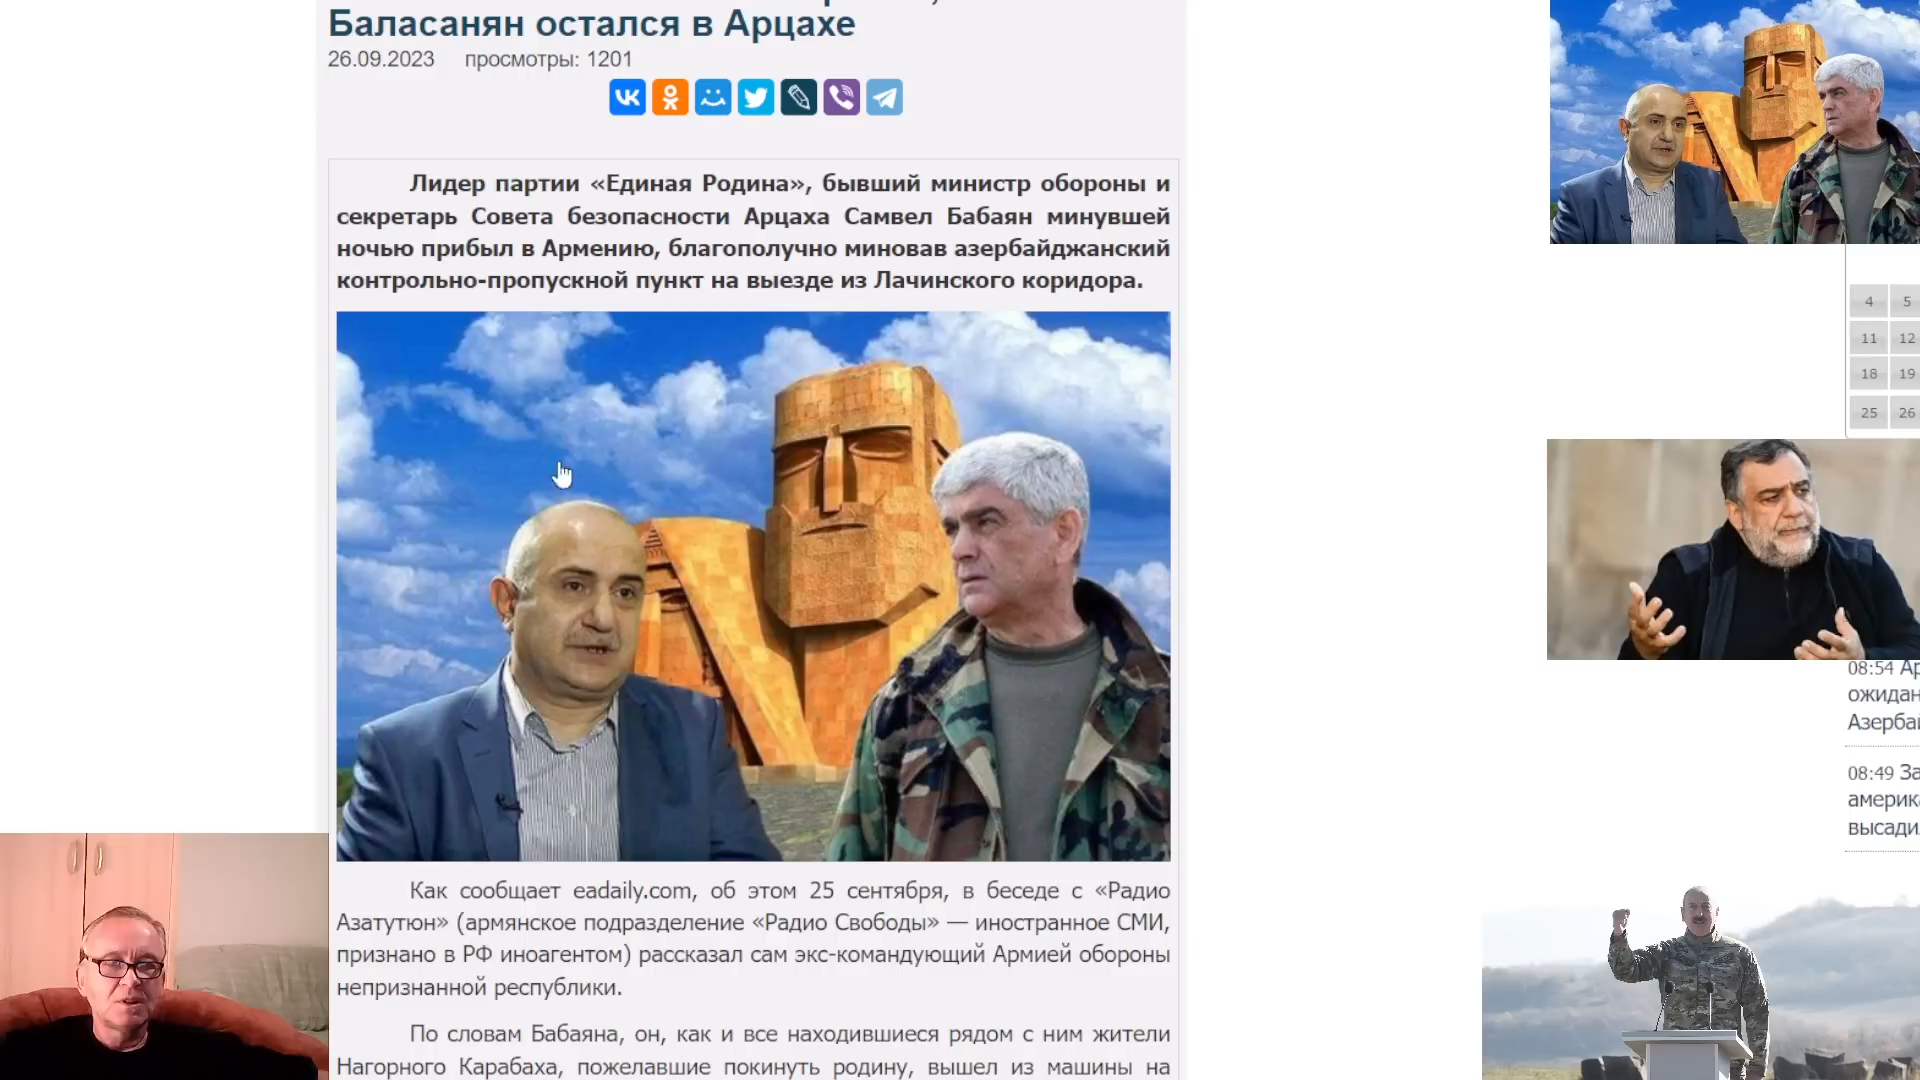 Баласанян остался в Арцахе
26.09.2023 просмотры: 1201
Лидер партии «Единая Родина», бывший министр обороны и
секретарь Совета безопасности Арцаха Самвел Бабаян минувшей
ночью прибыл в Армению, благополучно миновав азербайджанский
контрольно-пропускной пункт на выезде из Лачинского коридора.
Как сообщает eadaily.com, об этом 25 сентября, в беседе с «Радио
Азатутюн» (армянское подразделение «Радио Свободы» — иностранное СМИ,
признано в РФ иноагентом) рассказал сам экс-командующий Армией обороны
непризнанной республики.
По словам Бабаяна, он, как и все находившиеся рядом с ним жители
Нагорного Карабаха, пожелавшие покинуть родину, вышел из машины на
4 5
11 12
18 19
25 26
08:54
08:49